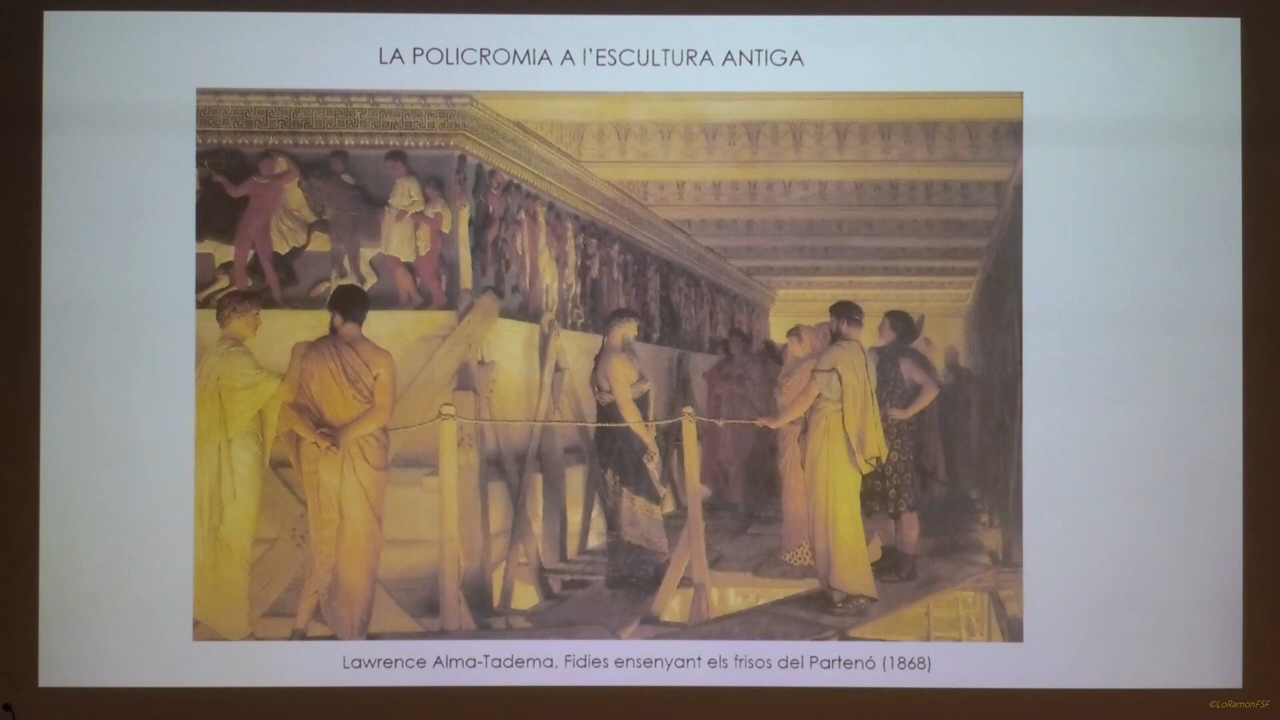 LA POLICROMIA A l'ESCULTURA ANTIGA
Lawrence Alma-Tadema, Fidies ensenyant els frisos del Partenó (1868)
©LoRamonFSF